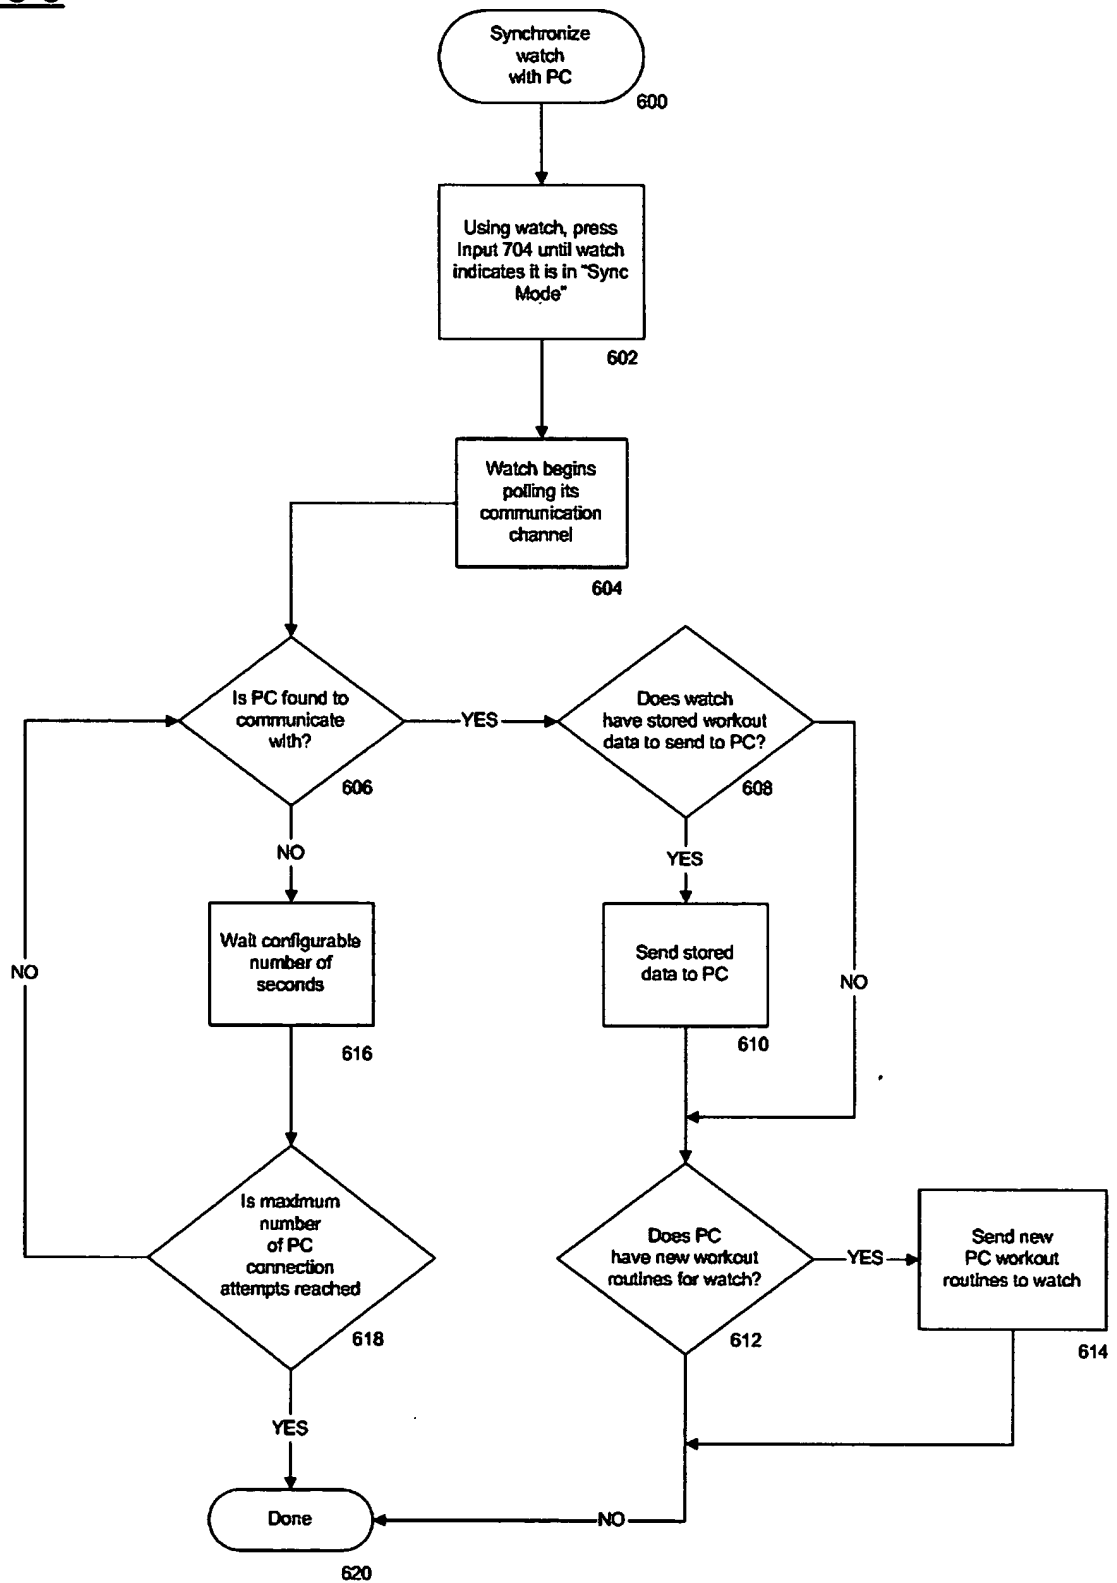 Synchronize
watch
with PC
600
Using watch, press
Input 704 until watch
indicates it is in "Sync
Mode"
602
Watch begins
polling its
communication
channel
604
Is PC found to
communicate
with?
606
YES
Does watch
have stored workout
data to send to PC?
608
NO
YES
Wait configurable
number of
seconds
616
Send stored
data to PC
610
NO
NO
Is maximum
number
of PC
connection
attempts reached
618
Does PC
have new workout
routines for watch?
612
YES
Send new
PC workout
routines to watch
614
YES
Done
620
NO